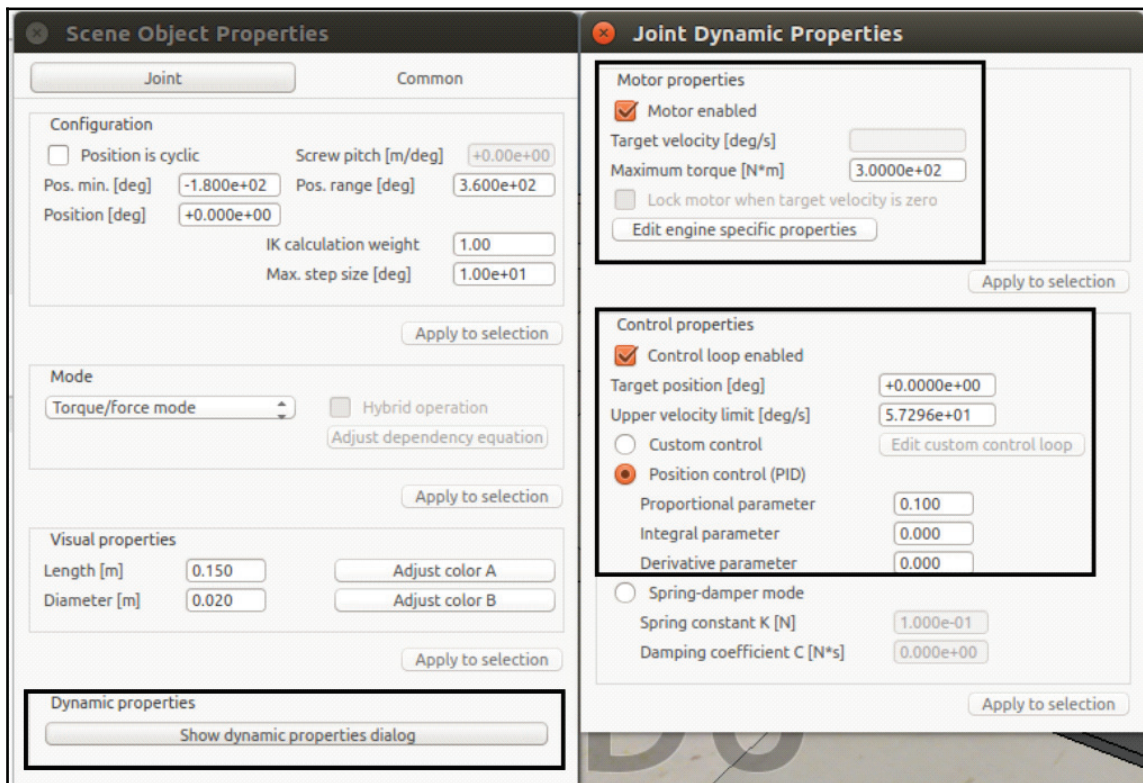 Scene Object Properties
Joint
Common
Configuration
Position is cyclic
Screw pitch [m/deg]
+0.00e+00
Pos. min. [deg]
-1.800e+02
Pos. range [deg]
3.600e+02
Position [deg]
+0.000e+00
IK calculation weight
1.00
Max. step size [deg]
1.00e+01
Apply to selection
Mode
Torque/force mode
Hybrid operation
Adjust dependency equation
Apply to selection
Visual properties
Length [m]
0.150
Adjust color A
Diameter [m]
0.020
Adjust color B
Apply to selection
Dynamic properties
Show dynamic properties dialog
Joint Dynamic Properties
Motor properties
Motor enabled
Target velocity [deg/s]
Maximum torque [N*m]
3.0000e+02
Lock motor when target velocity is zero
Edit engine specific properties
Apply to selection
Control properties
Control loop enabled
Target position [deg]
+0.0000e+00
Upper velocity limit [deg/s]
5.7296e+01
Custom control
Edit custom control loop
Position control (PID)
Proportional parameter
0.100
Integral parameter
0.000
Derivative parameter
0.000
Spring-damper mode
Spring constant K [N]
1.000e-01
Damping coefficient C [N*s]
0.000e+00
Apply to selection